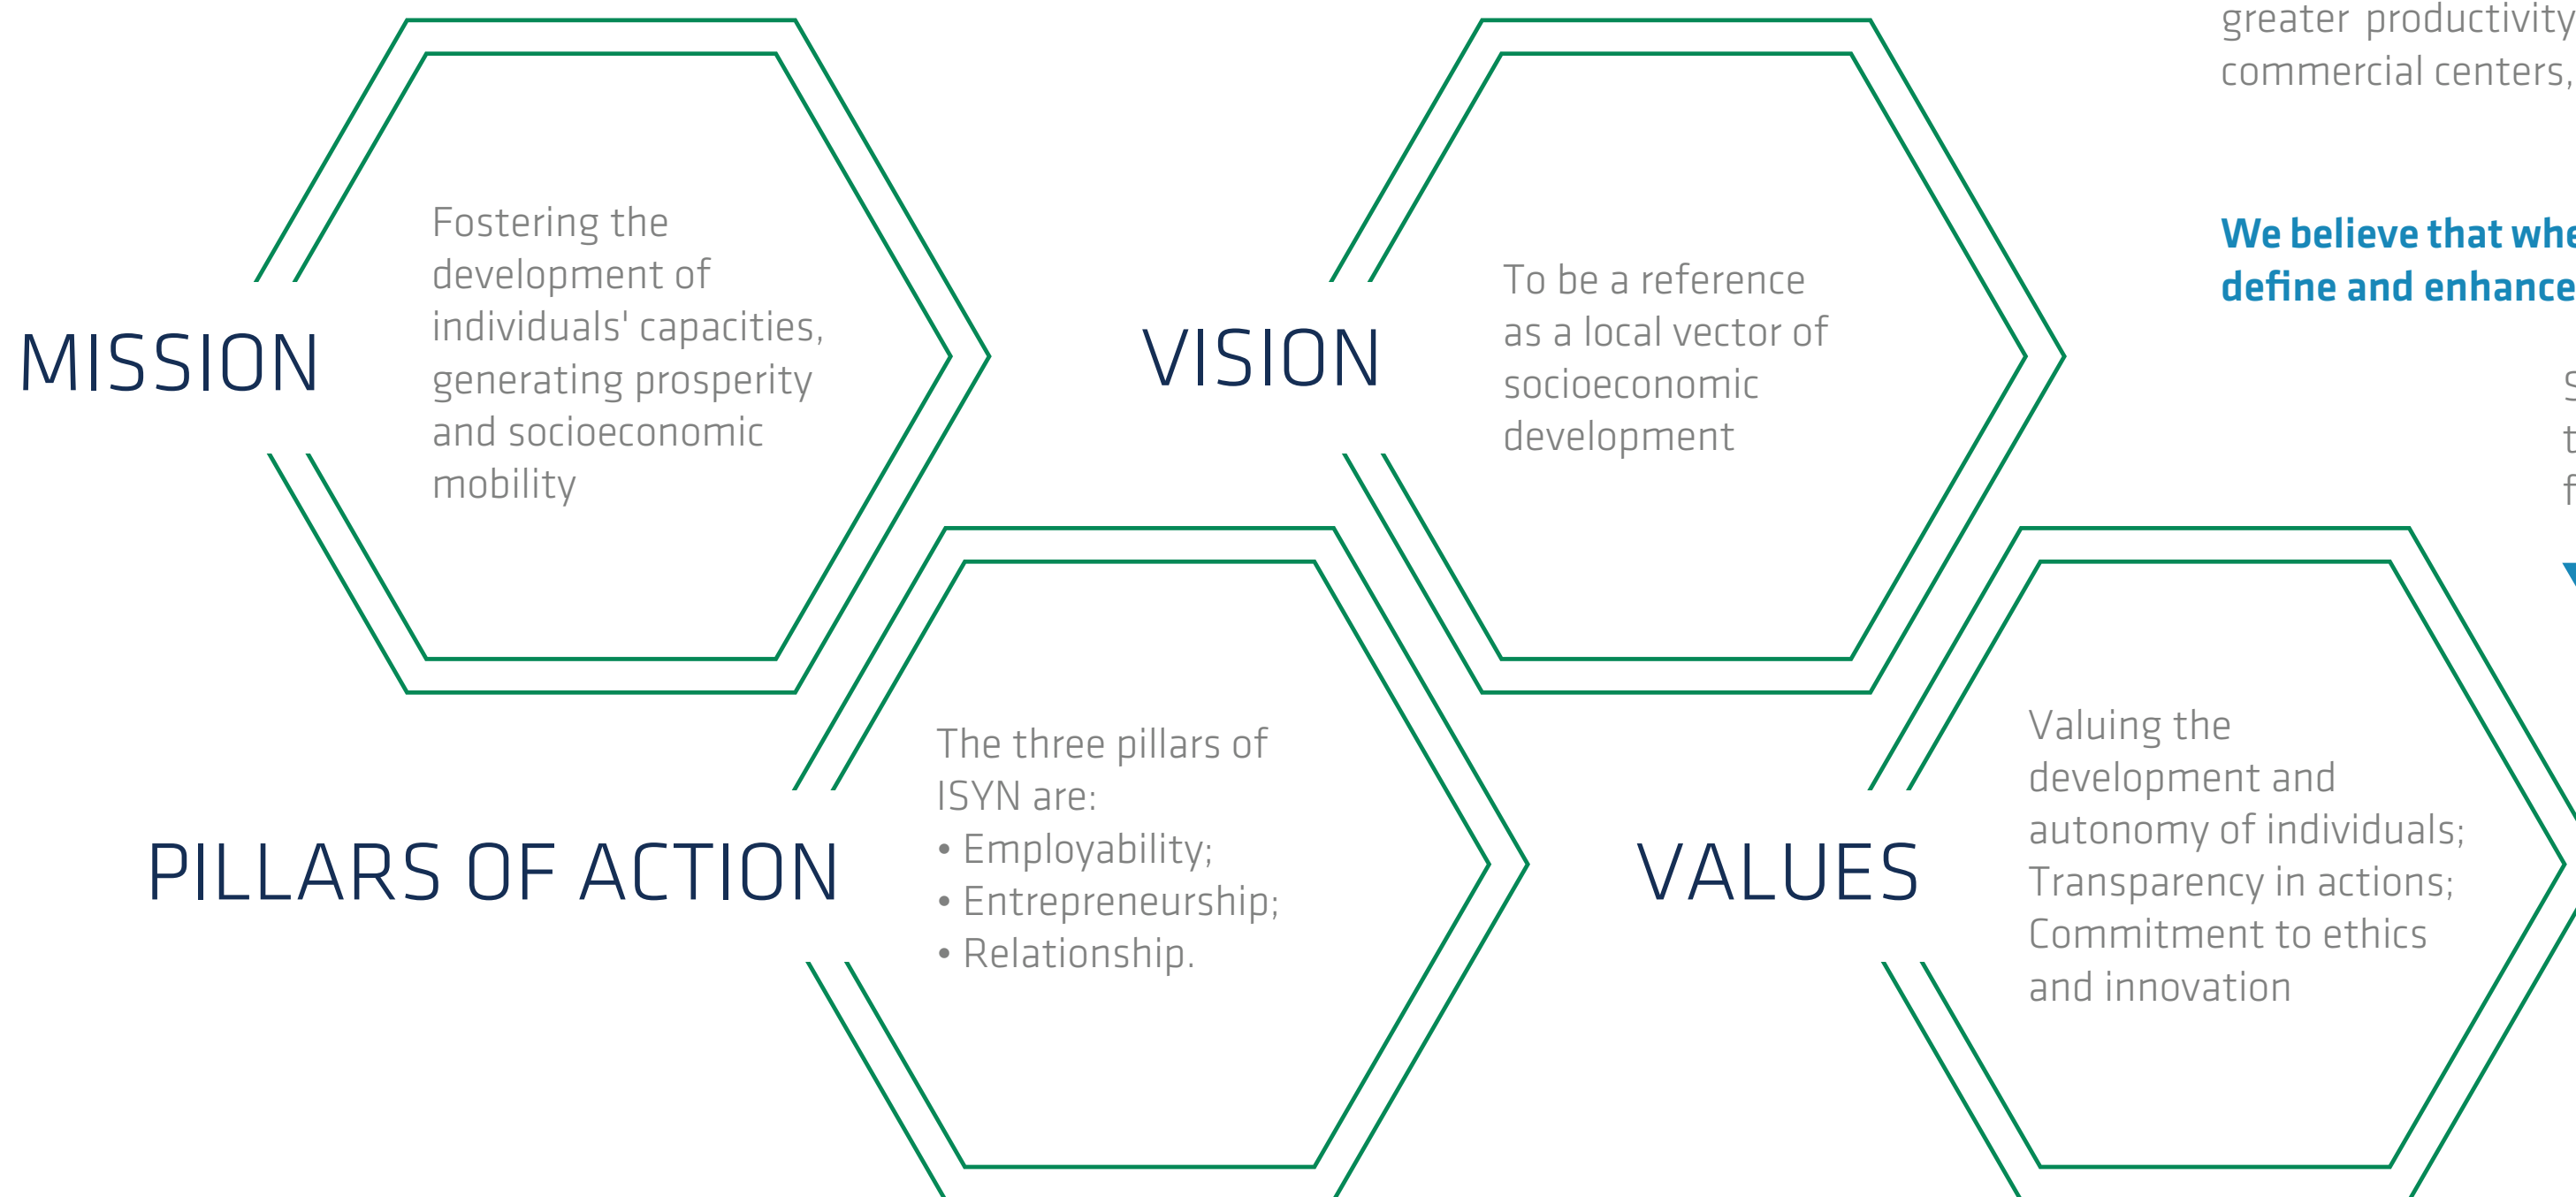 MISSION
Fostering the
development of
individuals' capacities,
generating prosperity
and socioeconomic
mobility
VISION
To be a reference
as a local vector of
socioeconomic
development
PILLARS OF ACTION
The three pillars of
ISYN are:
• Employability;
• Entrepreneurship;
• Relationship.
VALUES
Valuing the
development and
autonomy of individuals;
Transparency in actions;
Commitment to ethics
and innovation
greater productivity
commercial centers,
We believe that
define and enhance